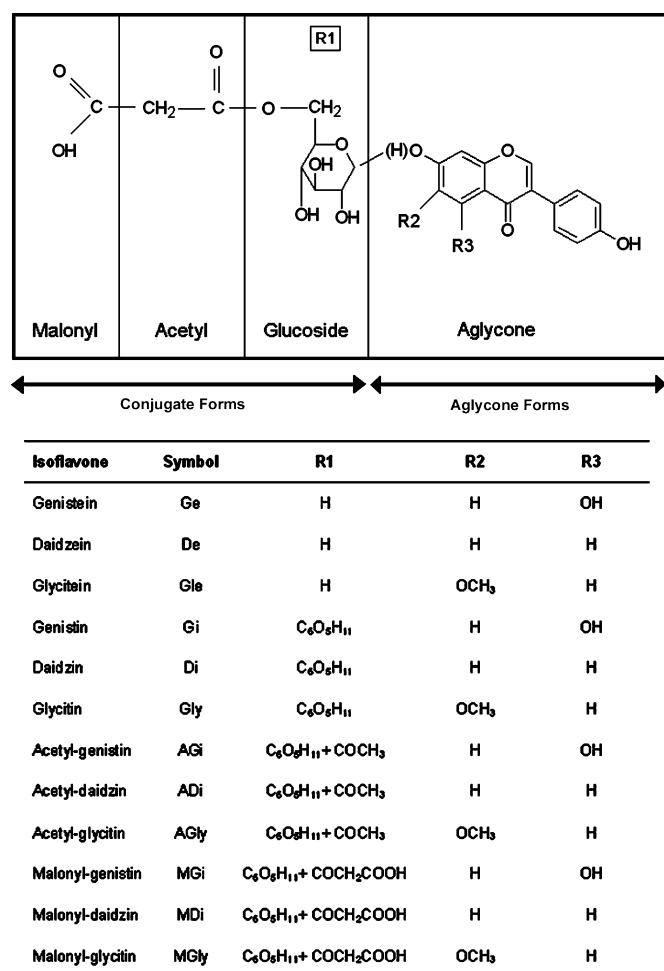 R1
O
O
C
CH₂
C
O
CH₂
OH
O
OH
OH
OH
OH
(H)O
O
R2
R3
O
OH
Malonyl Acetyl Glucoside Aglycone
Conjugate Forms Aglycone Forms
Isoflavone Symbol R1 R2 R3
Genistein Ge H H OH
Daidzein De H H H
Glycitein Gle H OCH₃ H
Genistin Gi C₆O₅H₁₁ H OH
Daidzin Di C₆O₅H₁₁ H H
Glycitin Gly C₆O₅H₁₁ OCH₃ H
Acetyl-genistin AGi C₆O₅H₁₁+ COCH₃ H OH
Acetyl-daidzin ADi C₆O₅H₁₁+ COCH₃ H H
Acetyl-glycitin AGly C₆O₅H₁₁+ COCH₃ OCH₃ H
Malonyl-genistin MGi C₆O₅H₁₁+ COCH₂COOH H OH
Malonyl-daidzin MDi C₆O₅H₁₁+ COCH₂COOH H H
Malonyl-glycitin MGly C₆O₅H₁₁+ COCH₂COOH OCH₃ H